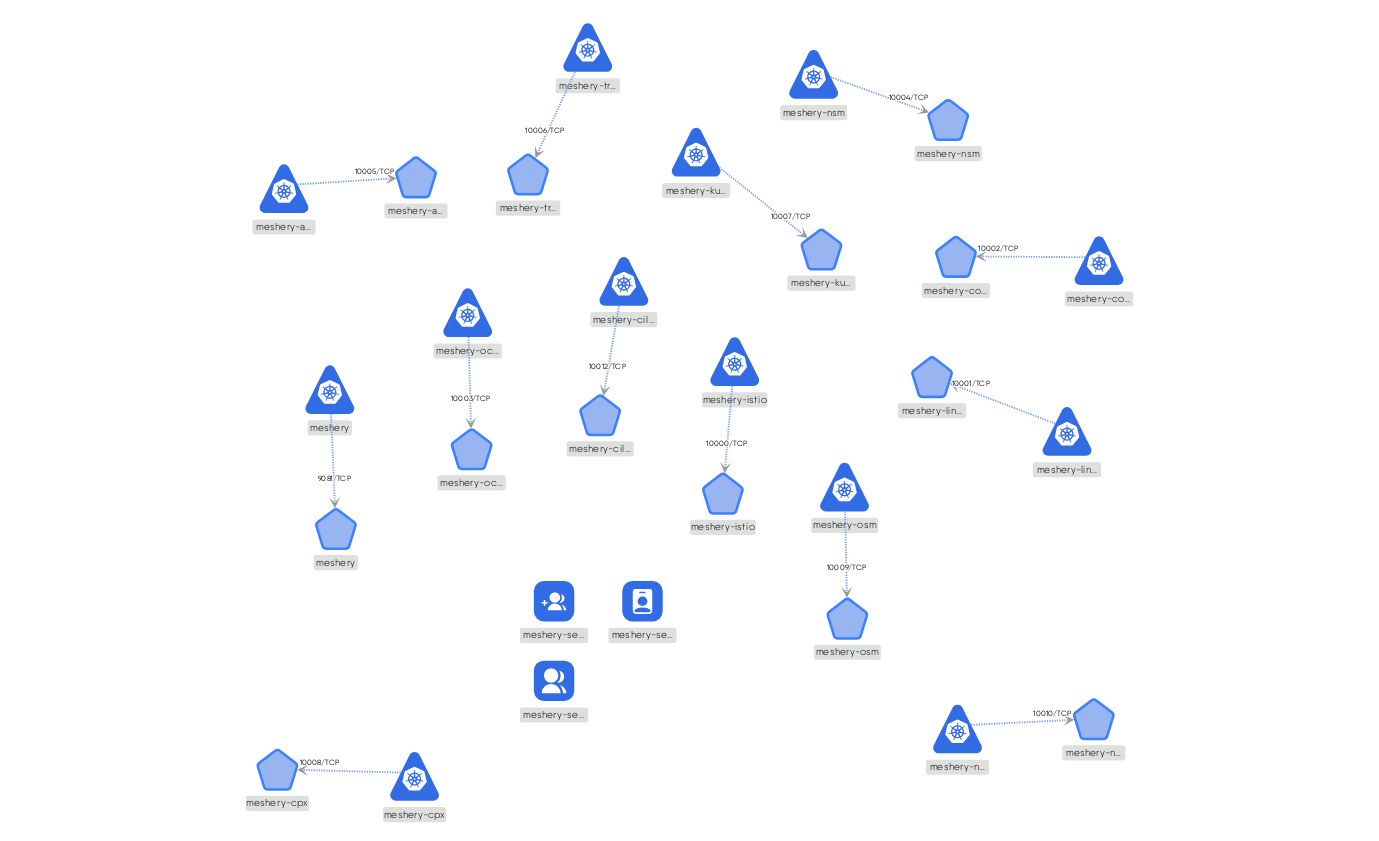 meshery-tr...
10006/TCP
meshery-tr...
meshery-nsm
10004/TCP
meshery-nsm
10005/TCP
meshery-a...
meshery-a...
meshery-ku...
10007/TCP
meshery-ku...
10002/TCP
meshery-co...
meshery-co...
meshery-cil...
10012/TCP
meshery-cil...
meshery-oc...
10003/TCP
meshery-oc...
meshery
9081/TCP
meshery
meshery-istio
10000/TCP
meshery-istio
10001/TCP
meshery-lin...
meshery-lin...
meshery-osm
10009/TCP
meshery-osm
meshery-se...
meshery-se...
meshery-se...
10010/TCP
meshery-n...
meshery-n...
10008/TCP
meshery-cpx
meshery-cpx